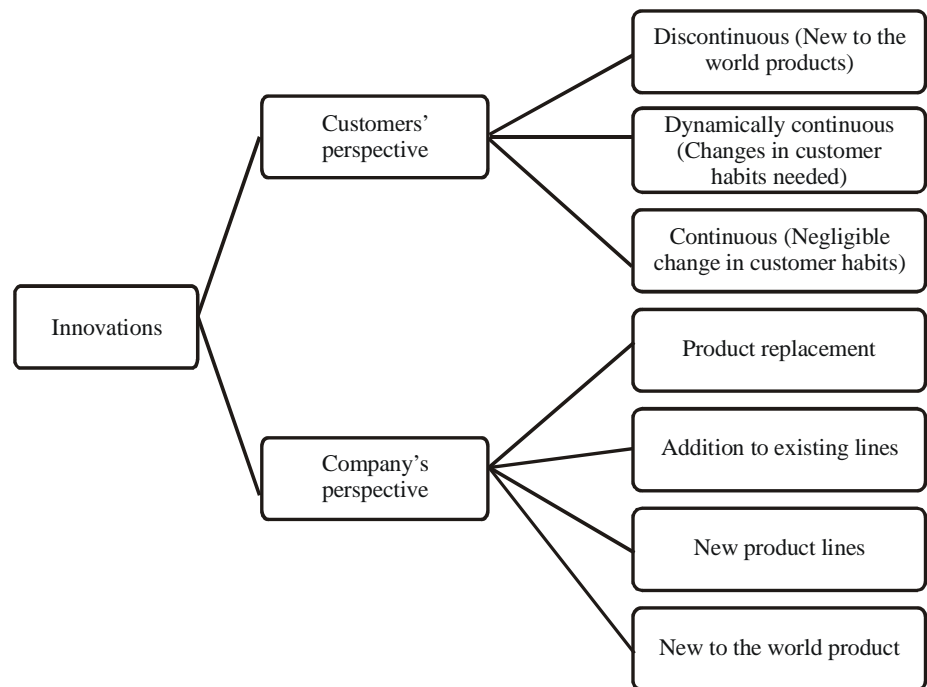 Innovations
Customers’
perspective
Discontinuous (New to the
world products)
Dynamically continuous
(Changes in customer
habits needed)
Continuous (Negligible
change in customer habits)
Company’s
perspective
Product replacement
Addition to existing lines
New product lines
New to the world product